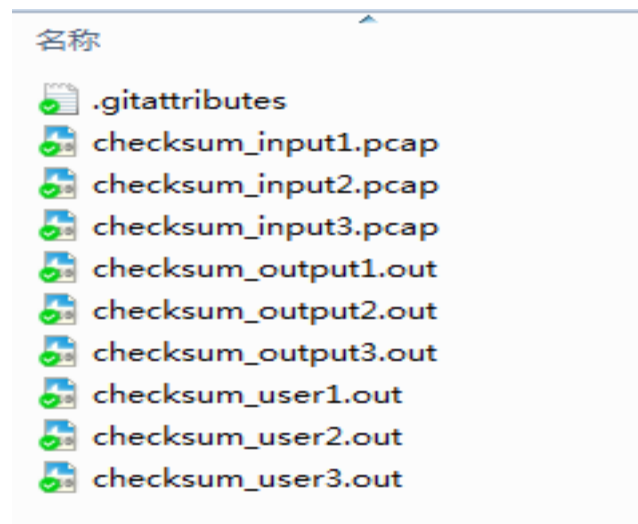 名称
.gitattributes
checksum_input1.pcap
checksum_input2.pcap
checksum_input3.pcap
checksum_output1.out
checksum_output2.out
checksum_output3.out
checksum_user1.out
checksum_user2.out
checksum_user3.out